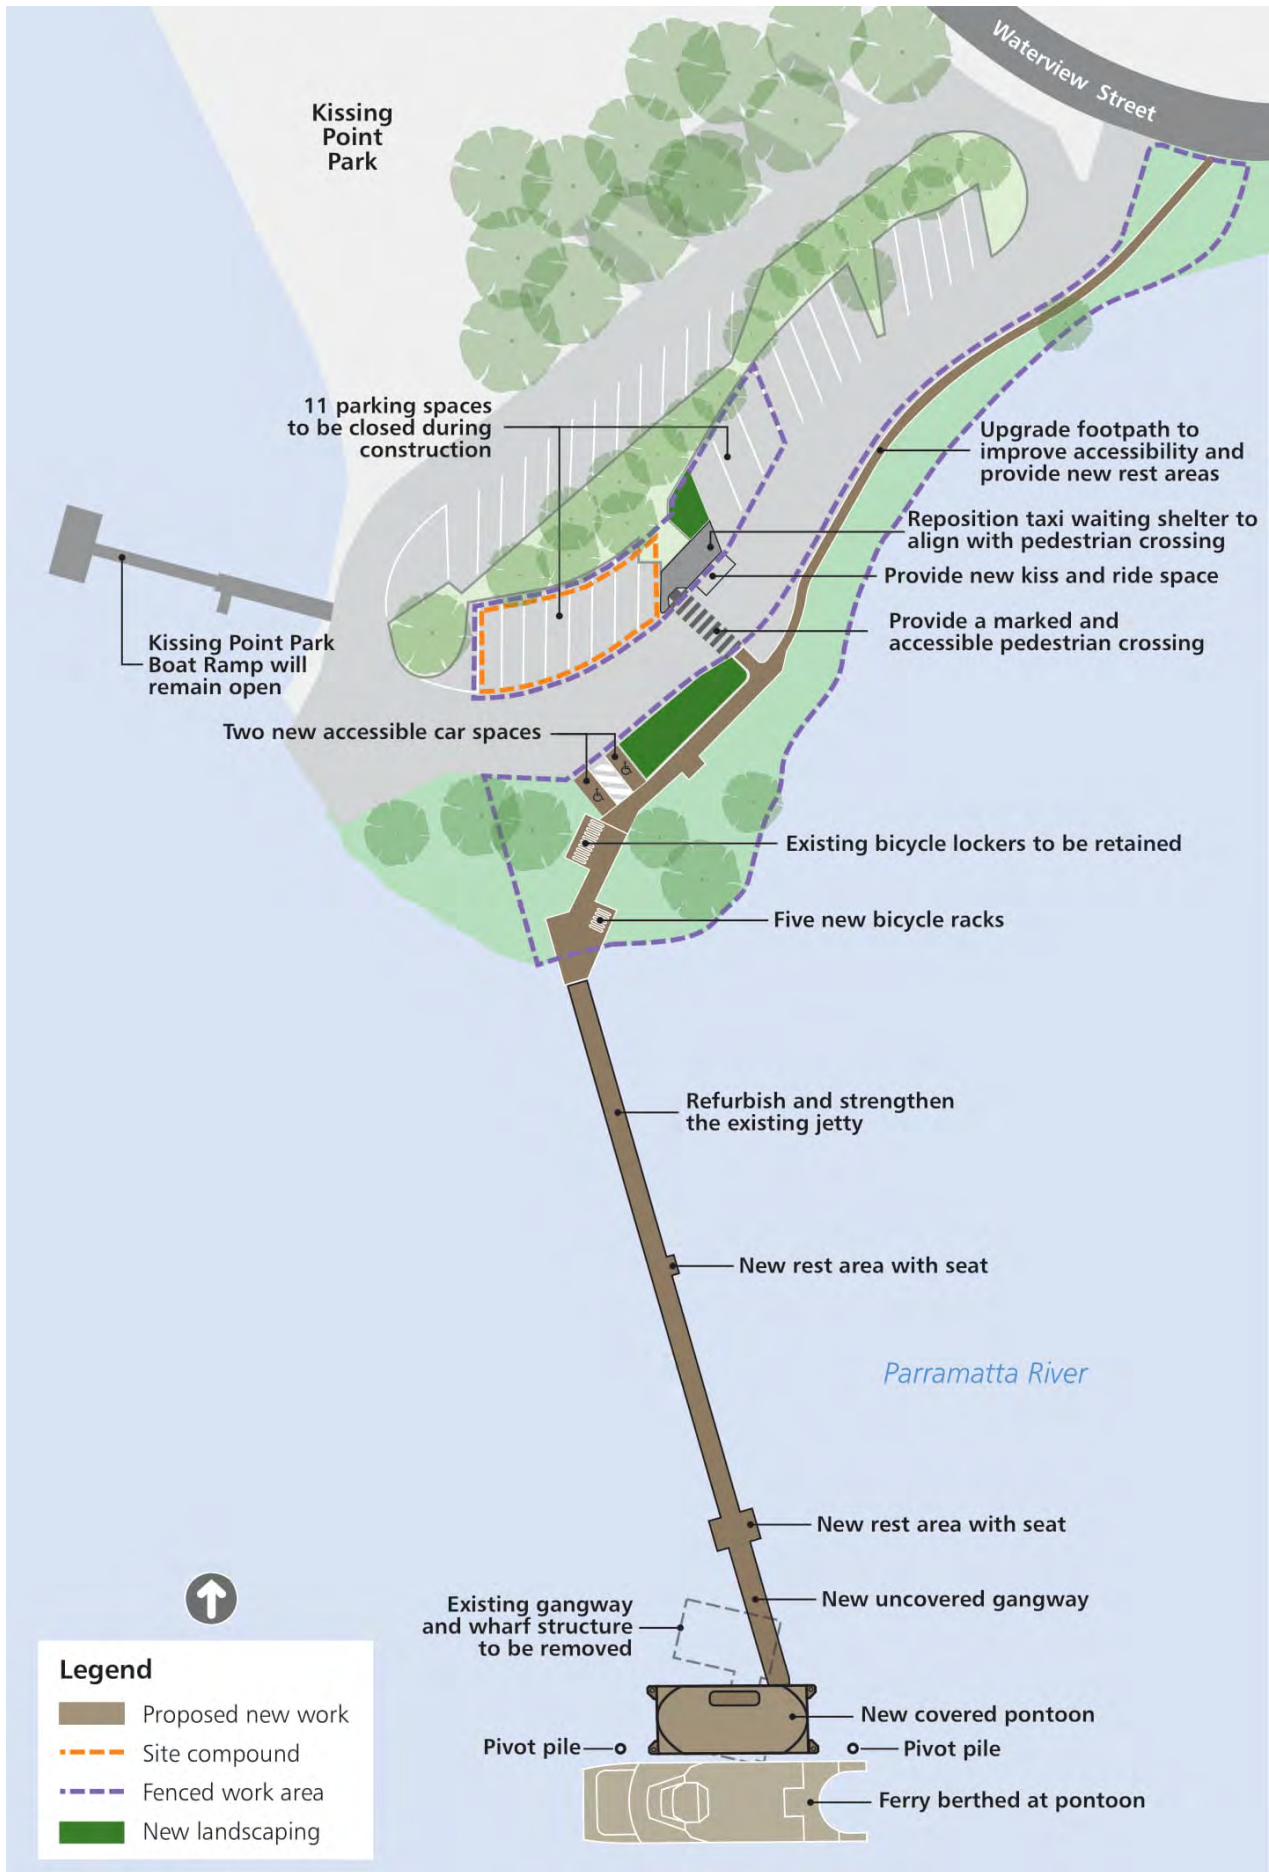 Waterview Street
Kissing
Point
Park
11 parking spaces
to be closed during
construction
Upgrade footpath to
improve accessibility and
provide new rest areas
Reposition taxi waiting shelter to
align with pedestrian crossing
Provide new kiss and ride space
Provide a marked and
accessible pedestrian crossing
Kissing Point Park
Boat Ramp will
remain open
Two new accessible car spaces
Existing bicycle lockers to be retained
Five new bicycle racks
Refurbish and strengthen
the existing jetty
New rest area with seat
Parramatta River
New rest area with seat
New uncovered gangway
Existing gangway
and wharf structure
to be removed
New covered pontoon
Pivot pile
Pivot pile
Ferry berthed at pontoon
Legend
Proposed new work
Site compound
Fenced work area
New landscaping